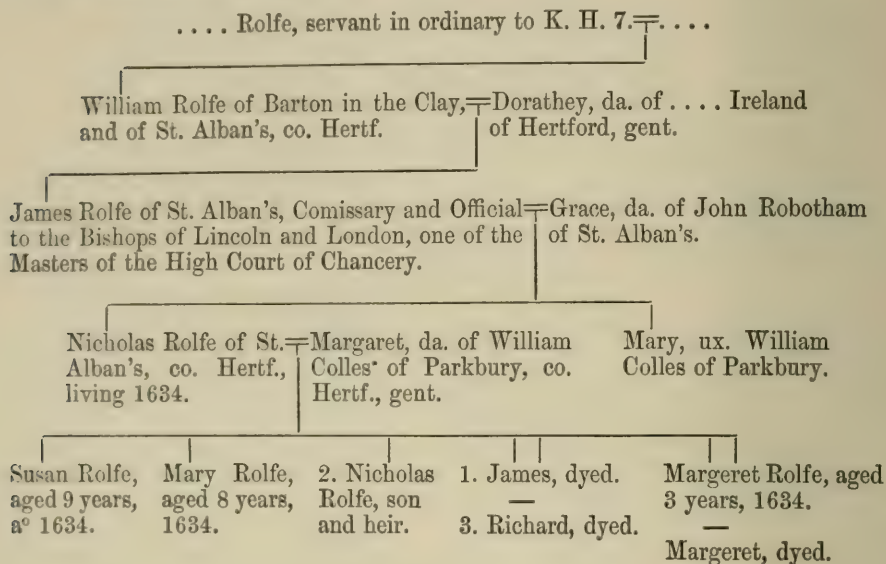 .... Rolfe, servant in ordinary to K. H. 7.=....
William Rolfe of Barton in the Clay,=Dorathey, da. of .... Ireland
and of St. Alban's, co. Hertf. of Hertford, gent.
James Rolfe of St. Alban's, Comissary and Official=Grace, da. of John Robotham
to the Bishops of Lincoln and London, one of the of St. Alban's.
Masters of the High Court of Chancery.
Nicholas Rolfe of St.=Margaret, da. of William
Alban's, co. Hertf., Colles· of Parkbury, co.
living 1634. Hertf., gent.
Mary, ux. William
Colles of Parkbury.
Susan Rolfe,
aged 9 years,
aº 1634.
Mary Rolfe,
aged 8 years,
1634.
2. Nicholas
Rolfe, son
and heir.
1. James, dyed.
—
3. Richard, dyed.
Margeret Rolfe, aged
3 years, 1634.
—
Margeret, dyed.